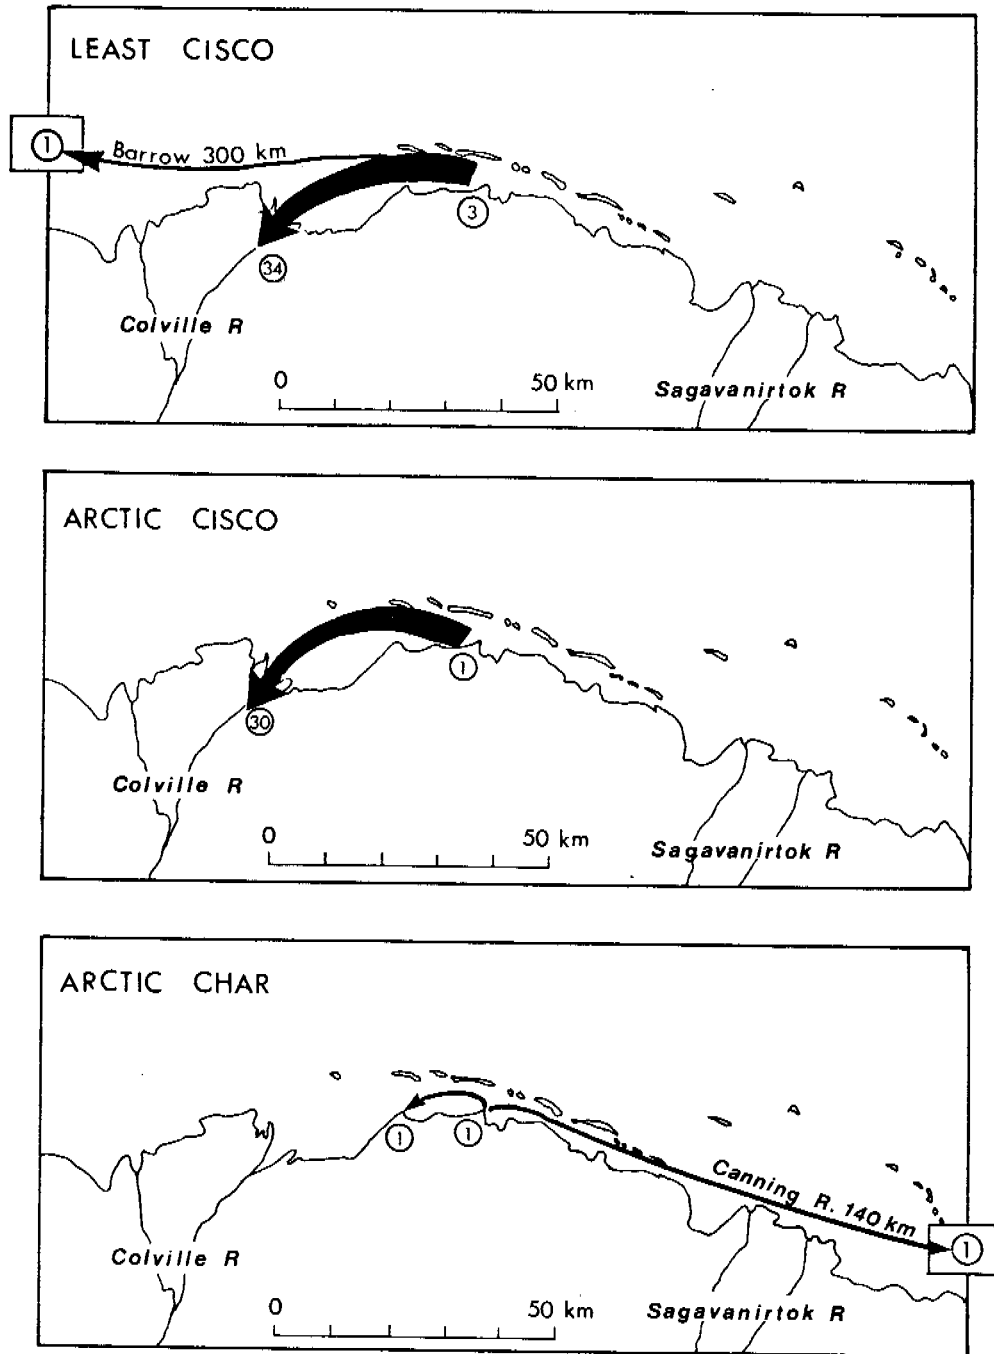 LEAST CISCO
1
Barrow 300 km
3
34
Colville R
0 50 km
Sagavanirtok R
ARCTIC CISCO
1
30
Colville R
0 50 km
Sagavanirtok R
ARCTIC CHAR
1 1
Canning R. 140 km
1
Colville R
0 50 km
Sagavanirtok R